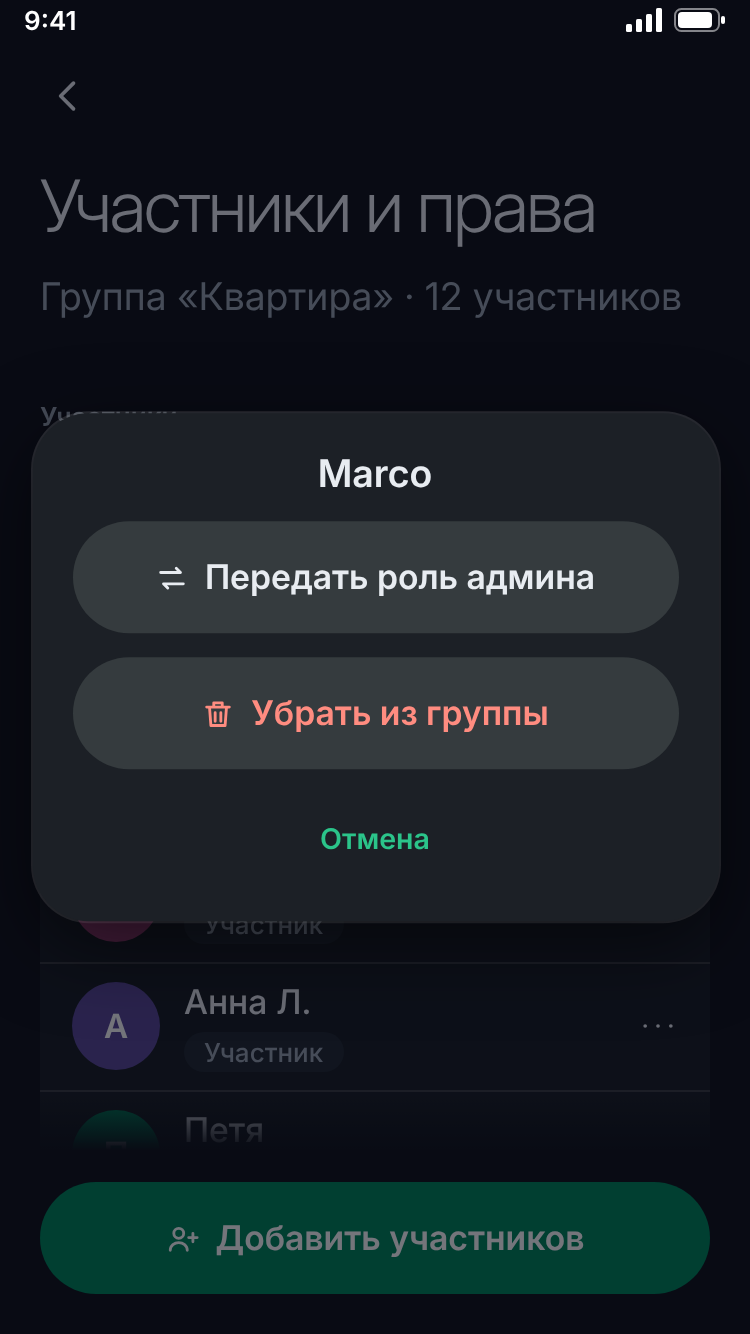 9:41
Участники и права
Группа «Квартира» · 12 участников
Marco
Передать роль админа
Убрать из группы
Отмена
Участник
А
Анна Л.
Участник
Петя
Добавить участников